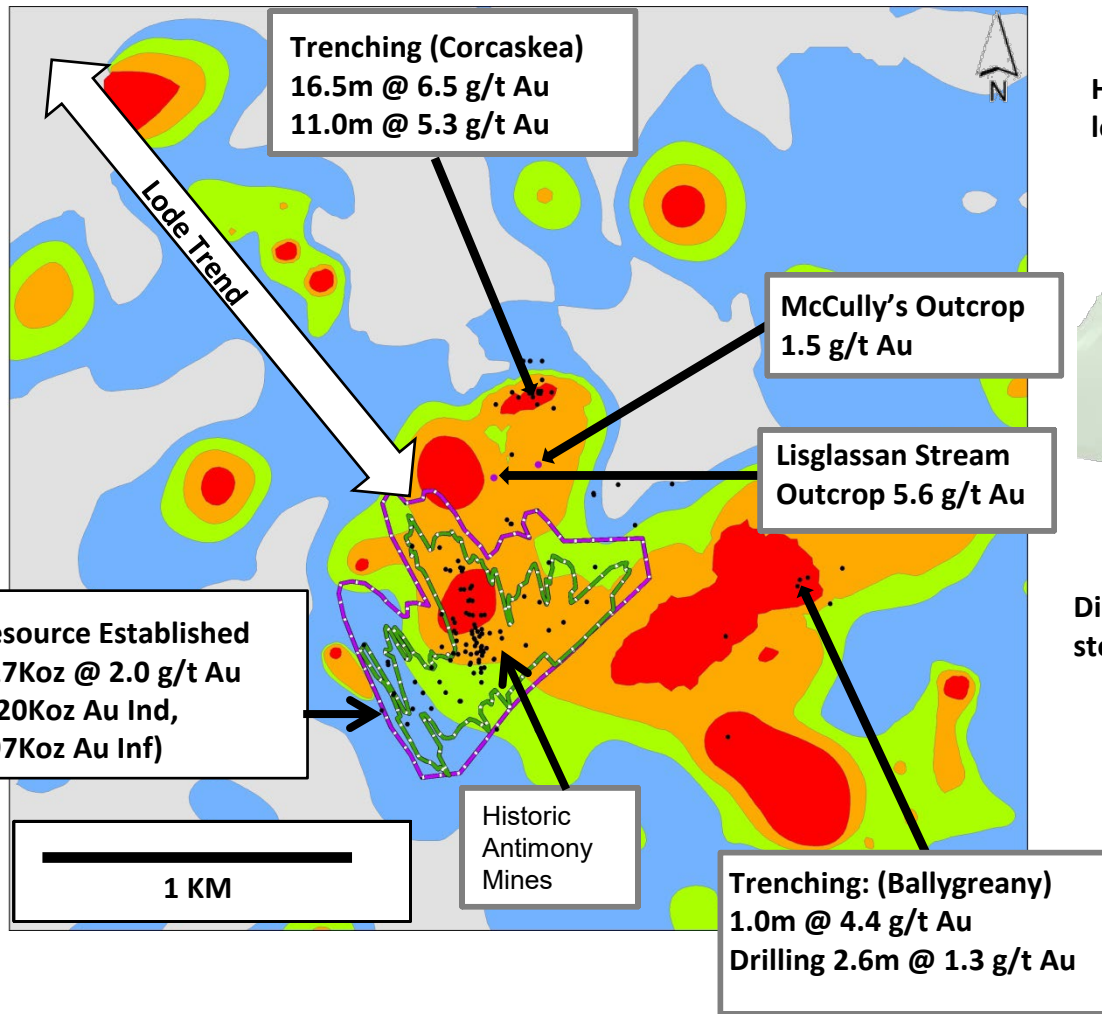 Trenching (Corcaskea)
16.5m @ 6.5 g/t Au
11.0m @ 5.3 g/t Au
N
Lode Trend
McCully’s Outcrop
1.5 g/t Au
Lisglassan Stream
Outcrop 5.6 g/t Au
esource Established
7Koz @ 2.0 g/t Au
20Koz Au Ind,
7Koz Au Inf)
Historic
Antimony
Mines
1 KM
Trenching: (Ballygreany)
1.0m @ 4.4 g/t Au
Drilling 2.6m @ 1.3 g/t Au
H
Di